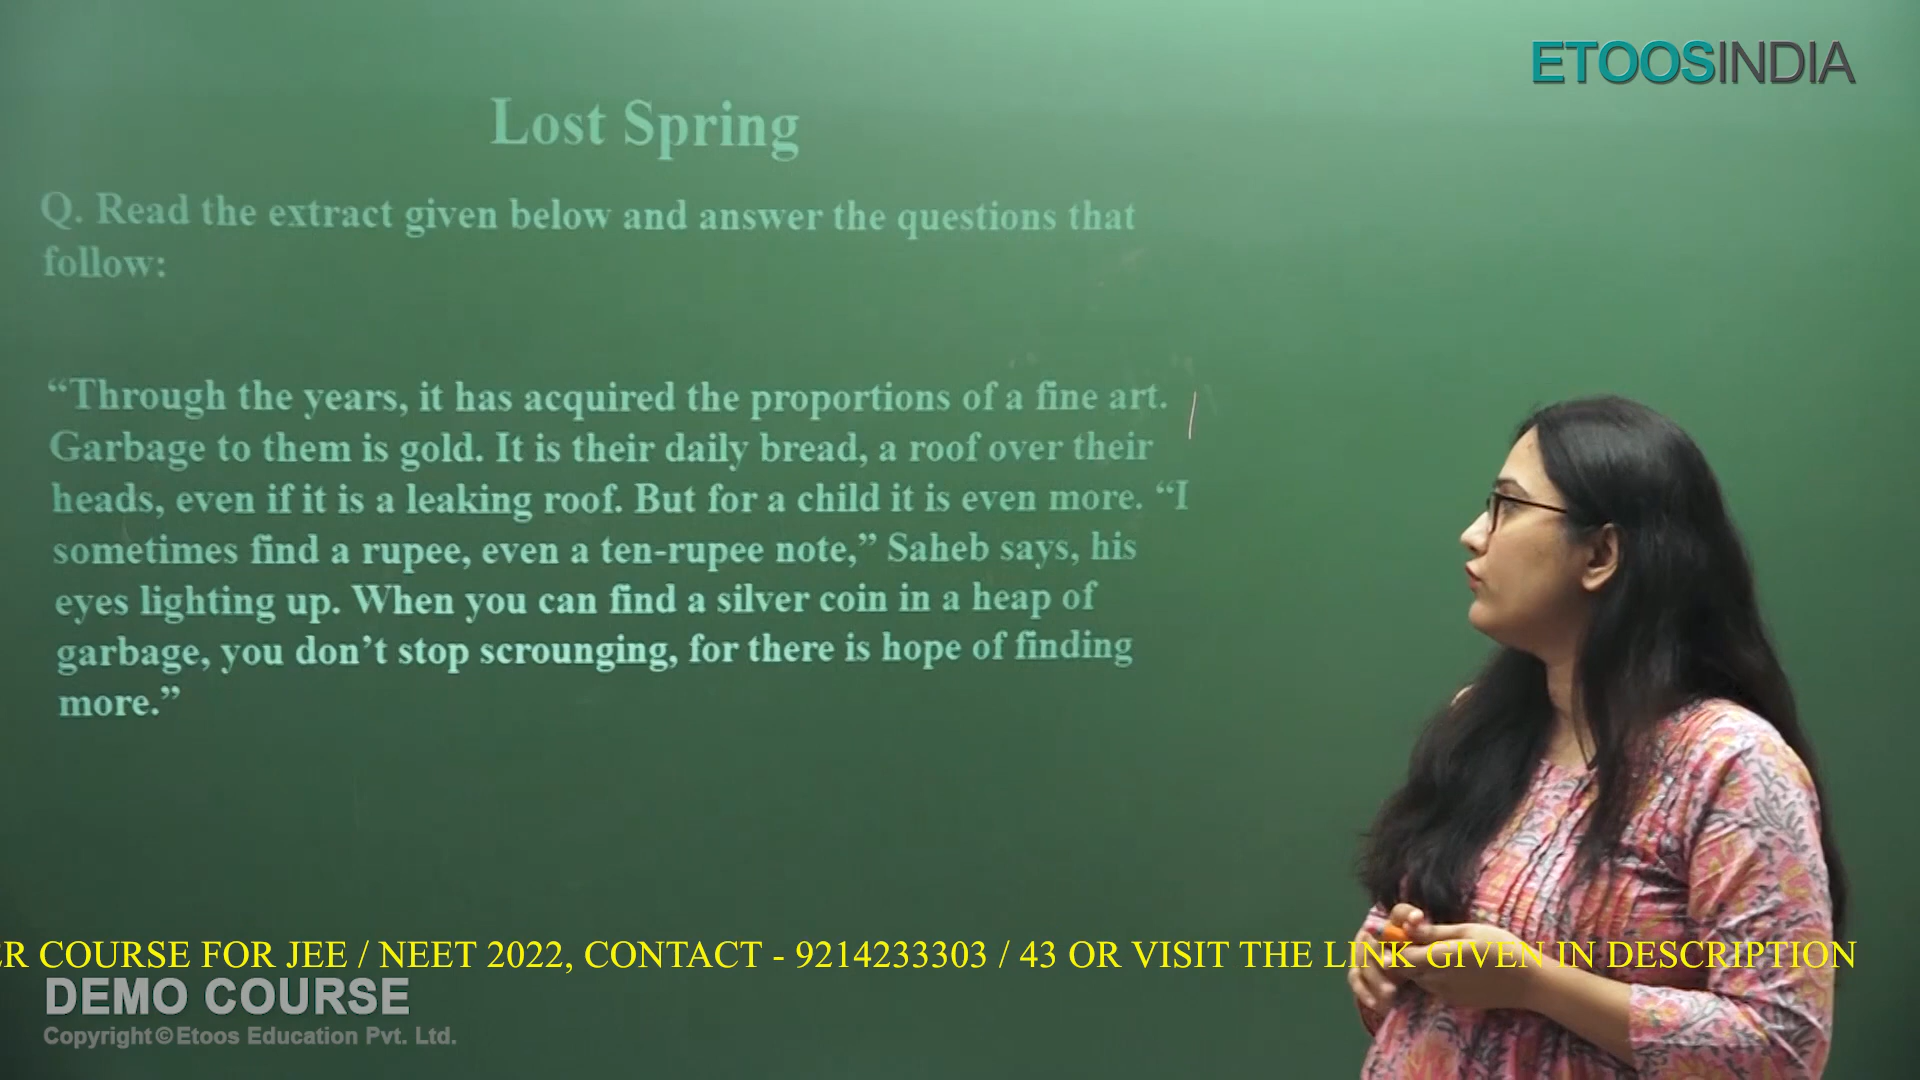 ETOOSINDIA
Lost Spring
Q. Read the extract given below and answer the questions that
follow:
“Through the years, it has acquired the proportions of a fine art.
Garbage to them is gold. It is their daily bread, a roof over their
heads, even if it is a leaking roof. But for a child it is even more. “I
sometimes find a rupee, even a ten-rupee note,” Saheb says, his
eyes lighting up. When you can find a silver coin in a heap of
garbage, you don’t stop scrounging, for there is hope of finding
more.”
ER COURSE FOR JEE / NEET 2022, CONTACT - 9214233303 / 43 OR VISIT THE LINK GIVEN IN DESCRIPTION
DEMO COURSE
Copyright © Etoos Education Pvt. Ltd.